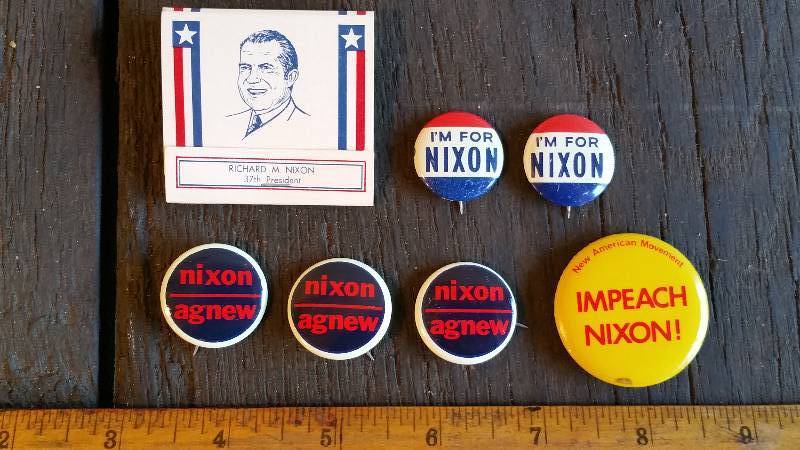 RICHARD M. NIXON
37th President
I'M FOR
NIXON
I'M FOR
NIXON
nixon
agnew
nixon
agnew
nixon
agnew
New American Movement
IMPEACH
NIXON!
2 3 4 5 6 7 8 9